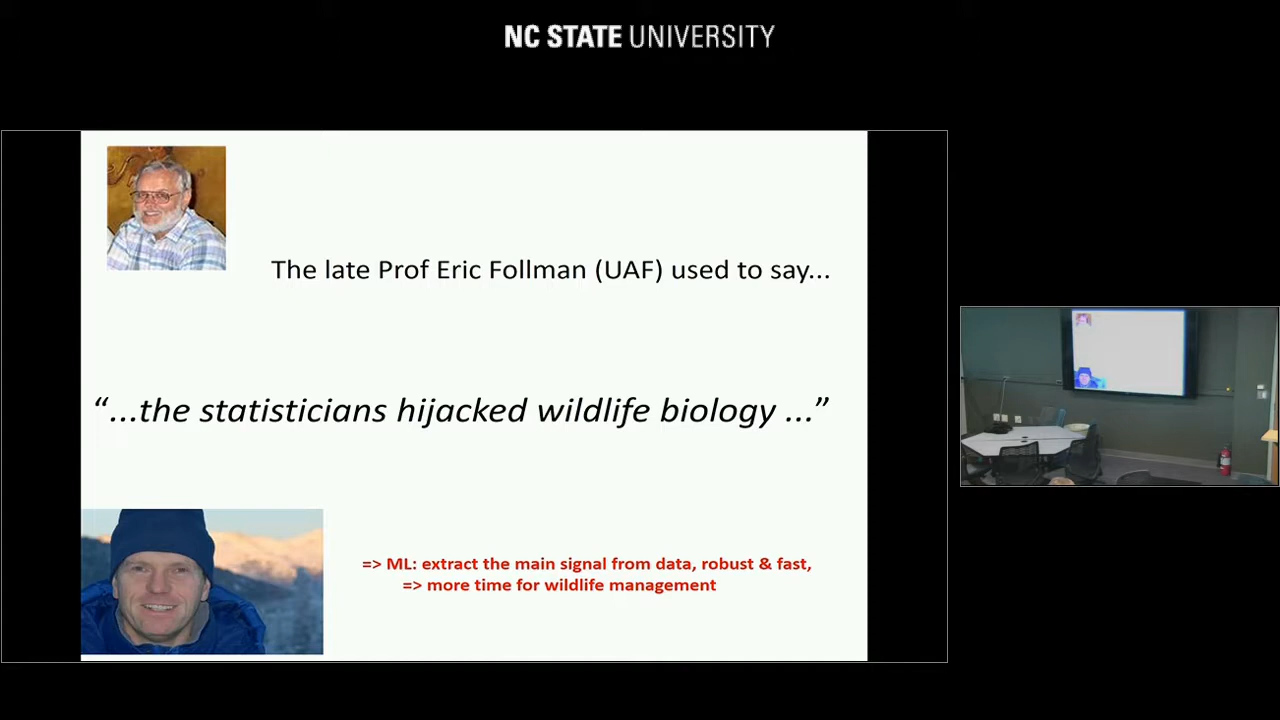 NC STATE UNIVERSITY
The late Prof Eric Follman (UAF) used to say...
“...the statisticians hijacked wildlife biology ...”
=> ML: extract the main signal from data, robust & fast,
=> more time for wildlife management